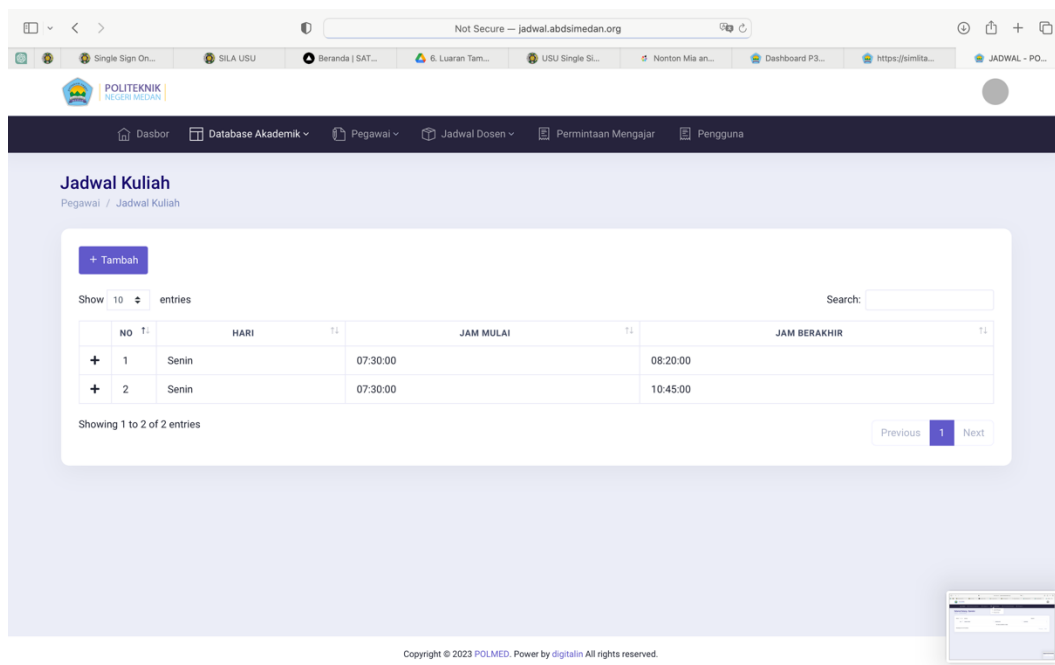 Not Secure — jadwal.abdsimedan.org
Single Sign On... SILA USU Beranda | SAT... 6. Luaran Tam... USU Single Si... Nonton Mia an... Dashboard P3... https://simlita... JADWAL - PO...
POLITEKNIK
NEGERI MEDAN
Dasbor Database Akademik Pegawai Jadwal Dosen Permintaan Mengajar Pengguna
Jadwal Kuliah
Pegawai / Jadwal Kuliah
+ Tambah
Show 10 entries Search:
NO HARI JAM MULAI JAM BERAKHIR
+ 1 Senin 07:30:00 08:20:00
+ 2 Senin 07:30:00 10:45:00
Showing 1 to 2 of 2 entries
Previous 1 Next
Copyright © 2023 POLMED. Power by digitalin All rights reserved.